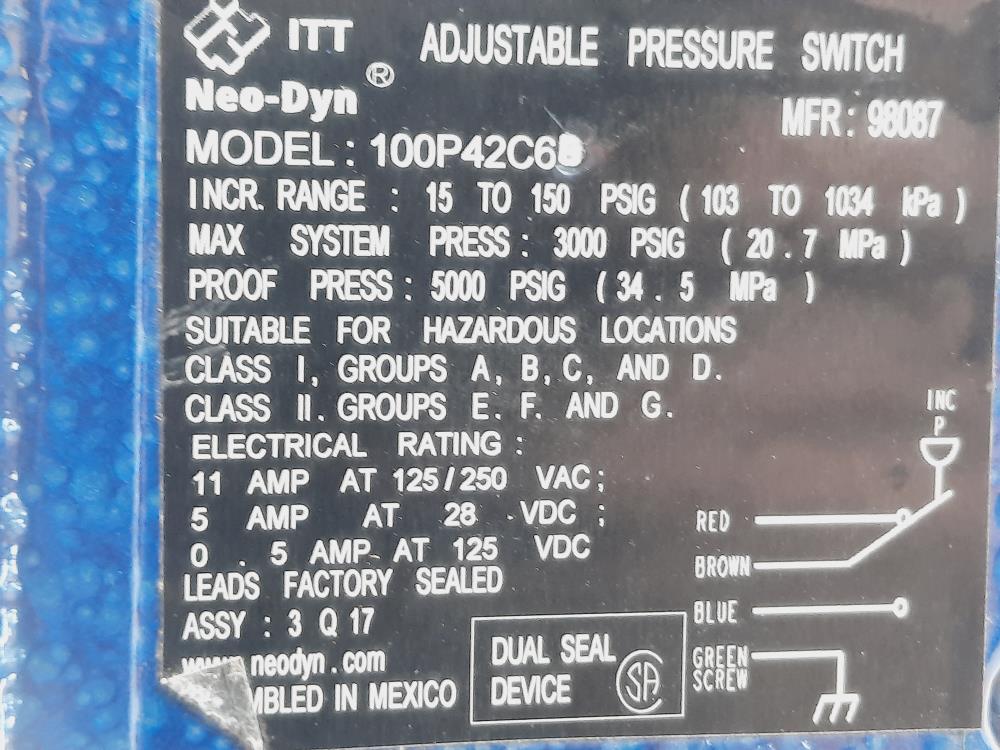 ITT
ADJUSTABLE PRESSURE SWITCH
Neo-Dyn ®
MFR: 98087
MODEL: 100P42C6
INCR. RANGE : 15 TO 150 PSIG ( 103 TO 1034 kPa )
MAX SYSTEM PRESS: 3000 PSIG ( 20.7 MPa )
PROOF PRESS: 5000 PSIG ( 34.5 MPa )
SUITABLE FOR HAZARDOUS LOCATIONS
CLASS I, GROUPS A, B, C, AND D.
CLASS II. GROUPS E. F. AND G.
ELECTRICAL RATING:
11 AMP AT 125/250 VAC;
5 AMP AT 28 VDC ;
0.5 AMP AT 125 VDC
LEADS FACTORY SEALED
ASSY : 3 Q 17
neodyn.com
MBLED IN MEXICO
DUAL SEAL
DEVICE
SA
INC
P
RED
BROWN
BLUE
GREEN
SCREW